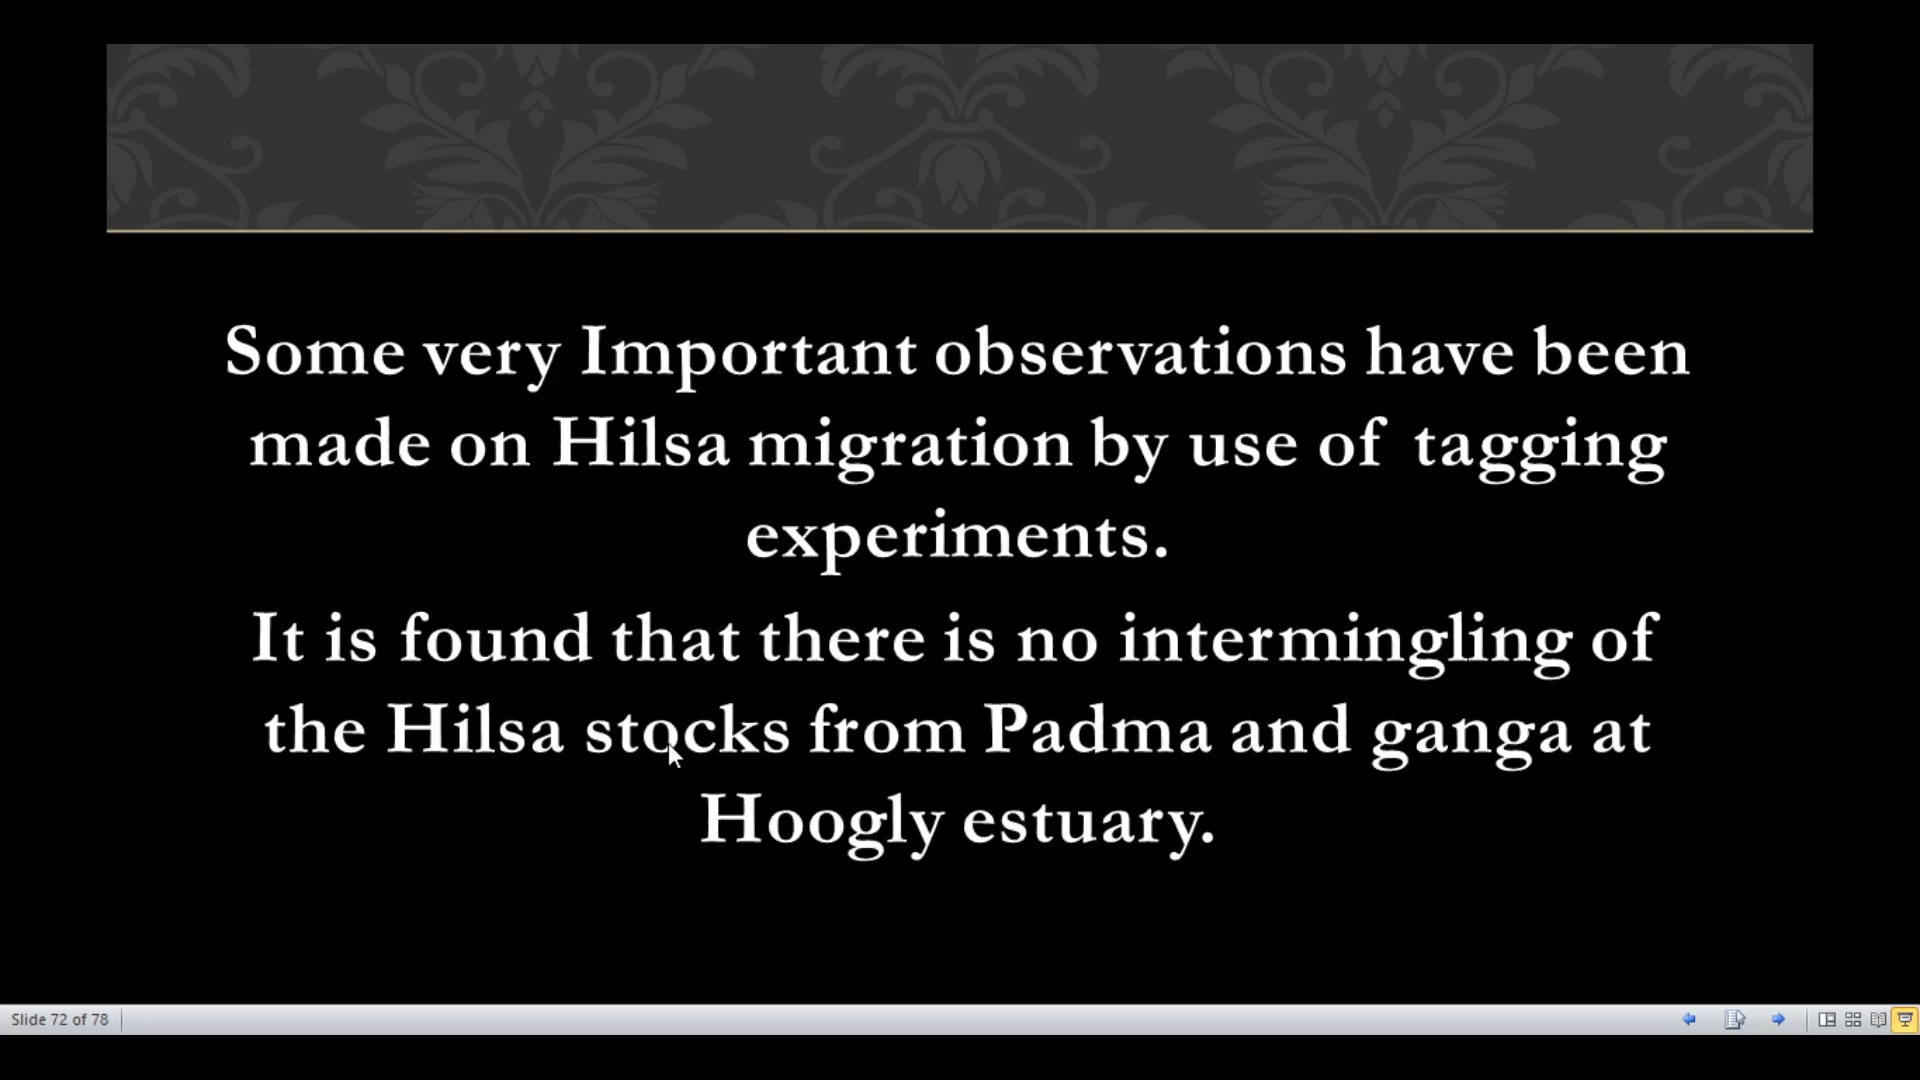 Some very Important observations have been
made on Hilsa migration by use of tagging
experiments.
It is found that there is no intermingling of
the Hilsa stocks from Padma and ganga at
Hoogly estuary.
Slide 72 of 78